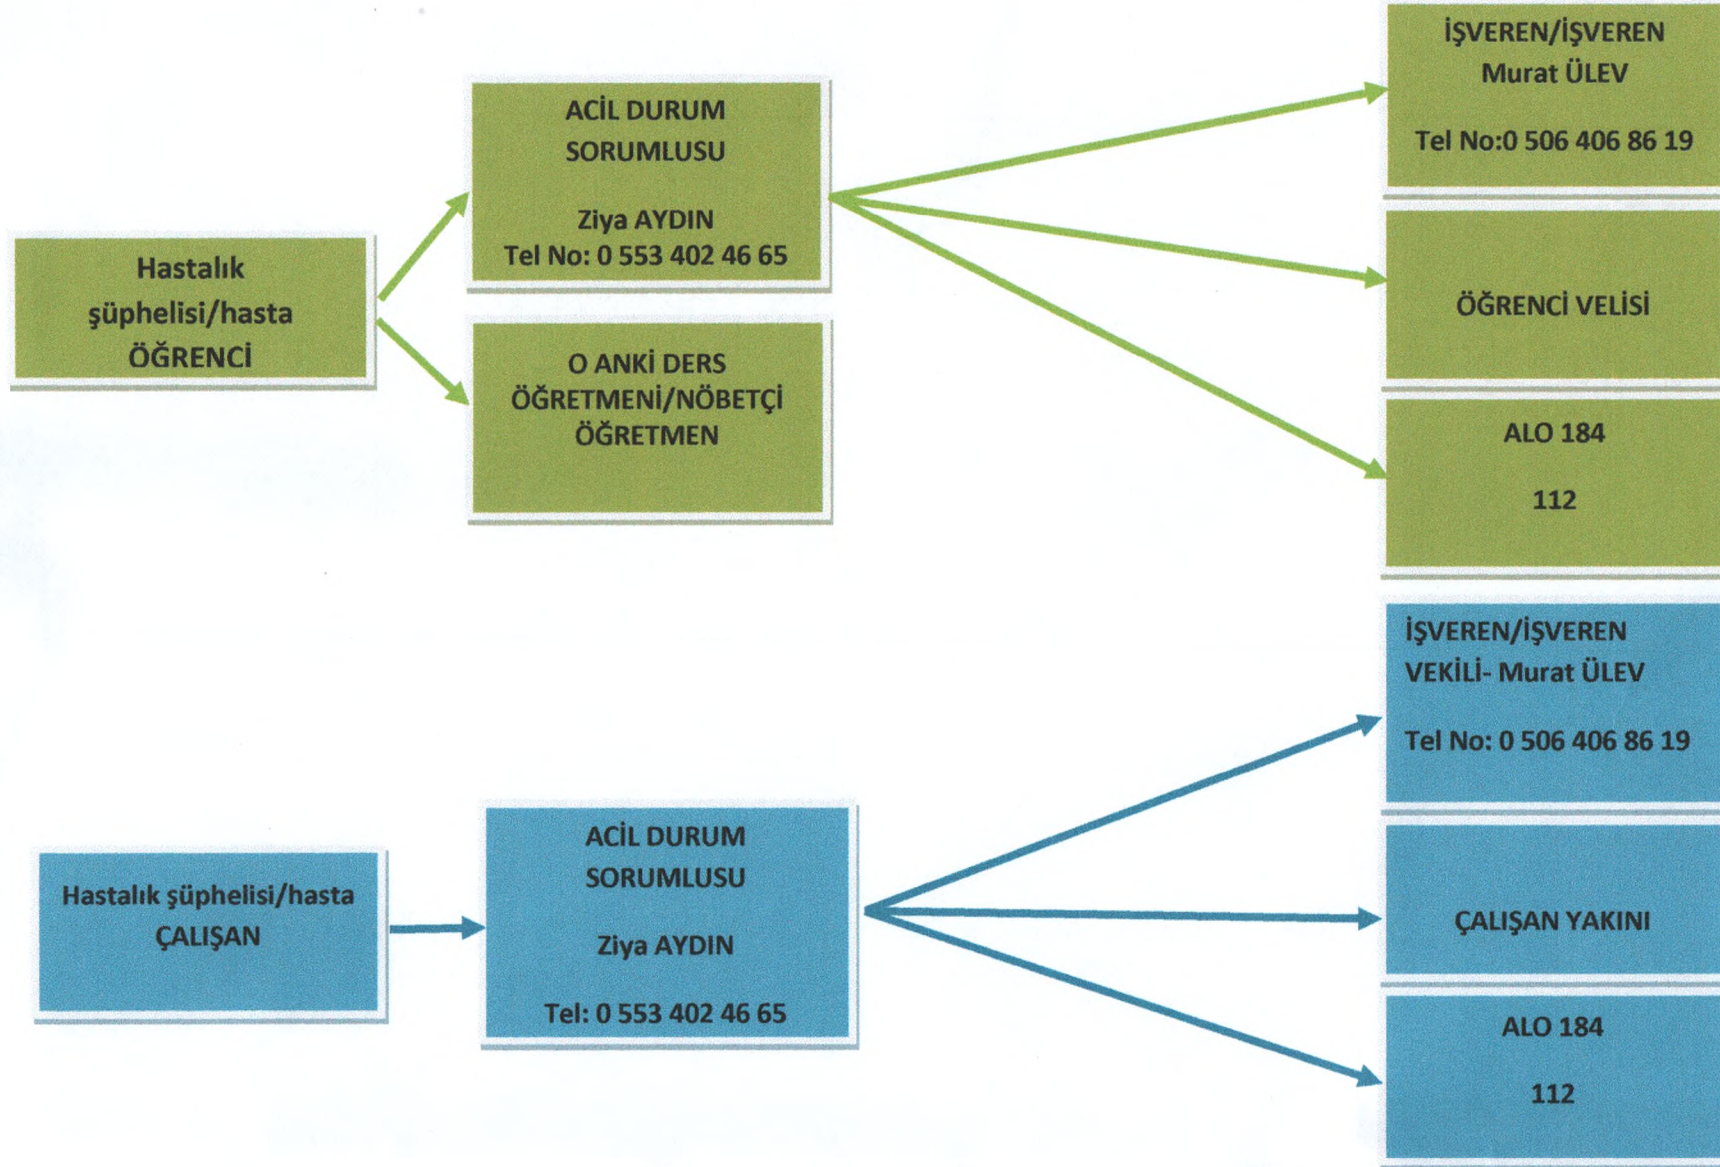 Hastalık
şüphelisi/hasta
ÖĞRENCİ
ACİL DURUM
SORUMLUSU
Ziya AYDIN
Tel No: 0 553 402 46 65
O ANKİ DERS
ÖĞRETMENİ/NÖBETÇİ
ÖĞRETMEN
İŞVEREN/İŞVEREN
Murat ÜLEV
Tel No:0 506 406 86 19
ÖĞRENCİ VELİSİ
ALO 184
112
Hastalık şüphelisi/hasta
ÇALIŞAN
ACİL DURUM
SORUMLUSU
Ziya AYDIN
Tel: 0 553 402 46 65
İŞVEREN/İŞVEREN
VEKİLİ- Murat ÜLEV
Tel No: 0 506 406 86 19
ÇALIŞAN YAKINI
ALO 184
112